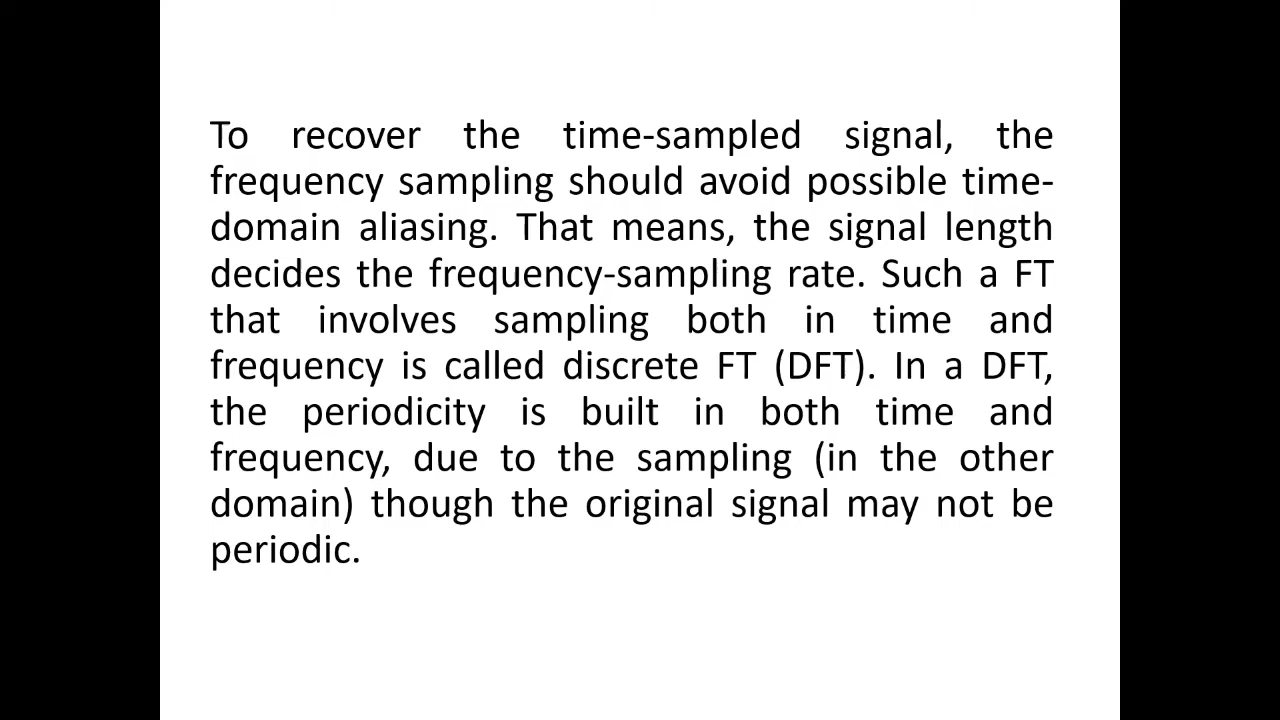 To recover the time-sampled signal, the
frequency sampling should avoid possible time-
domain aliasing. That means, the signal length
decides the frequency-sampling rate. Such a FT
that involves sampling both in time and
frequency is called discrete FT (DFT). In a DFT,
the periodicity is built in both time and
frequency, due to the sampling (in the other
domain) though the original signal may not be
periodic.